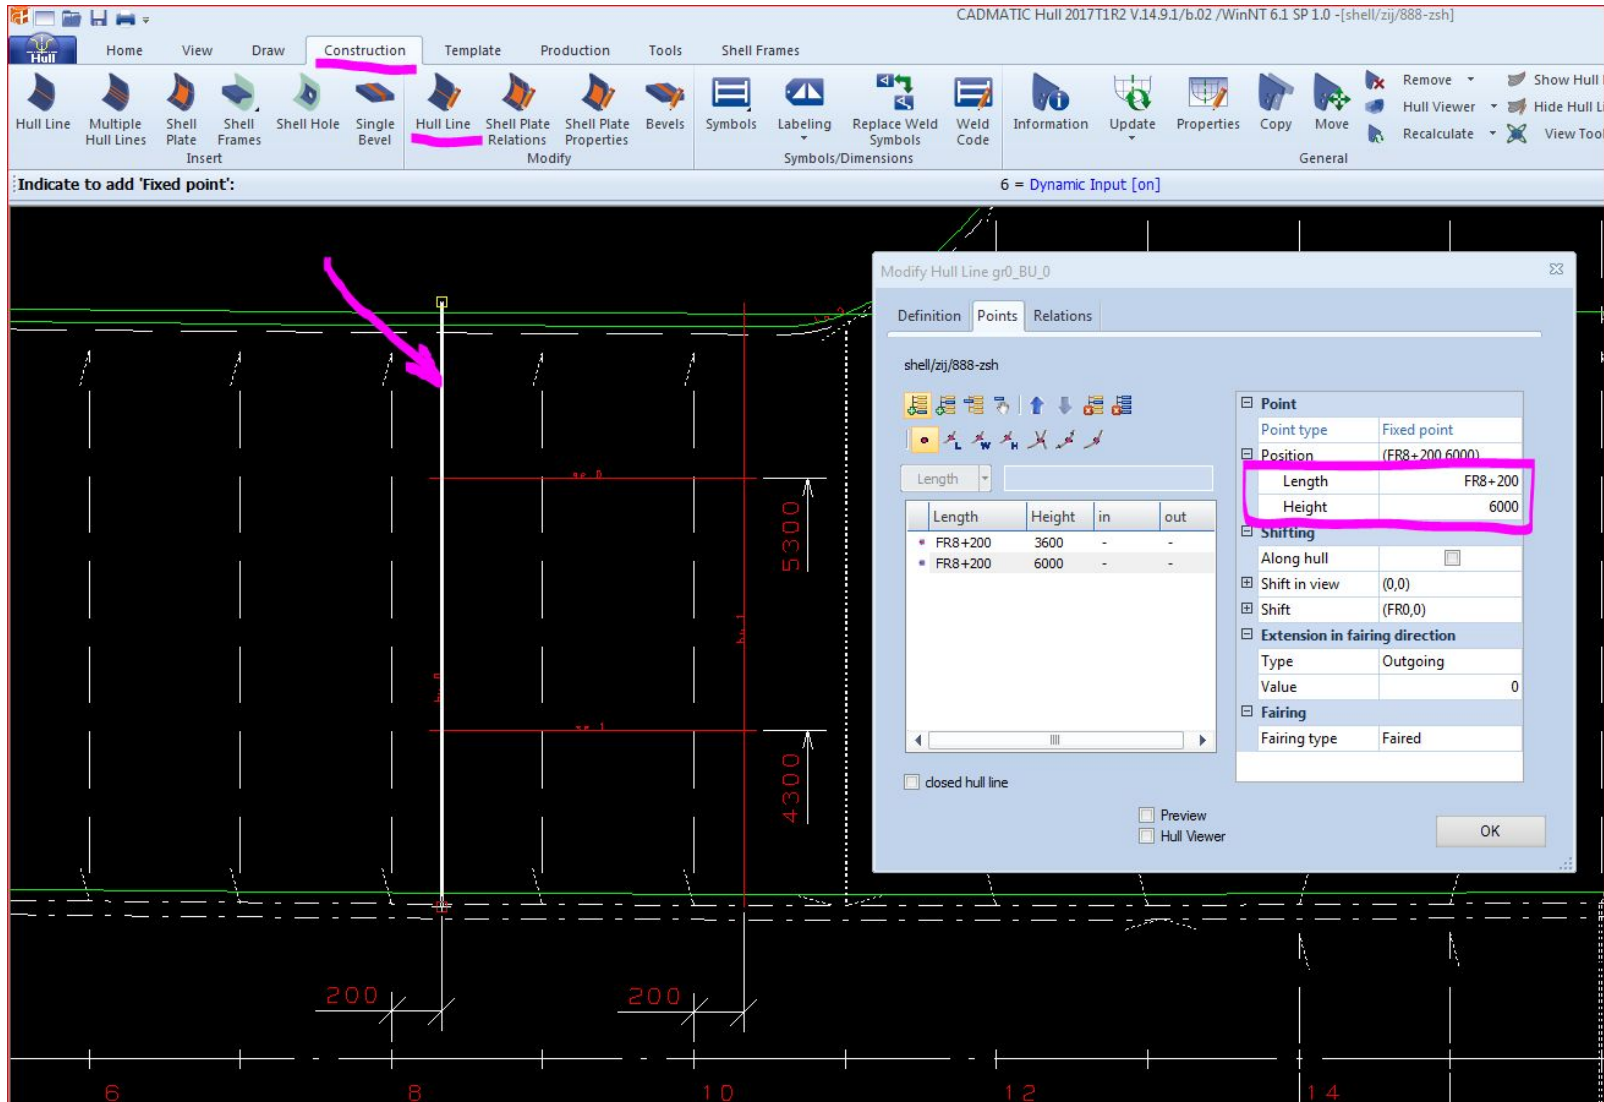 CADMATIC Hull 2017T1R2 V.14.9.1/b.02 /WinNT 6.1 SP 1.0 -[shell/zij/888-zsh]
Hull Home View Draw Construction Template Production Tools Shell Frames
Hull Line Multiple Hull Lines Shell Plate Shell Frames Shell Hole Single Bevel Hull Line Shell Plate Relations Shell Plate Properties Bevels Symbols Labeling Replace Weld Symbols Weld Code Information Update Properties Copy Move
Remove Show Hull
Hull Viewer Hide Hull
Recalculate View
Insert Modify Symbols/Dimensions General
Indicate to add 'Fixed point': 6 = Dynamic Input [on]
Modify Hull Line gr0_BU_0
Definition Points Relations
shell/zij/888-zsh
Length
Length Height in out
FR8+200 3600 - -
FR8+200 6000 - -
closed hull line
Preview
Hull Viewer
OK
Point
Point type Fixed point
Position (FR8+200,6000)
Length FR8+200
Height 6000
Shifting
Along hull
Shift in view (0,0)
Shift (FR0,0)
Extension in fairing direction
Type Outgoing
Value 0
Fairing
Fairing type Faired
5300
4300
200 200
6 8 10 12 14